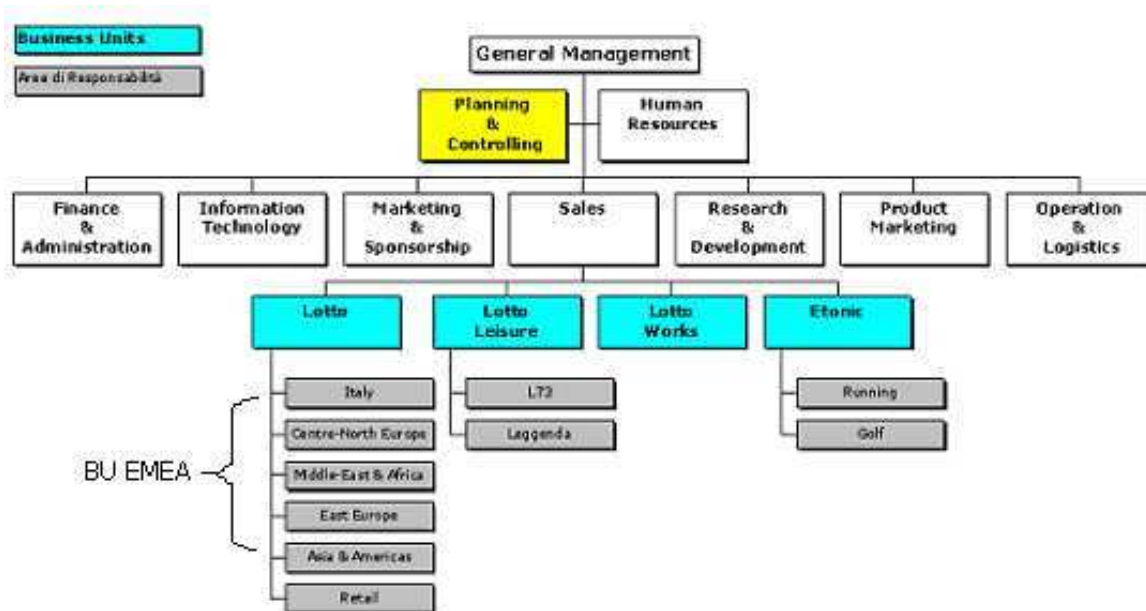 Business Units
Area di Responsabilità
General Management
Planning
&
Controlling
Human
Resources
Finance
&
Administration
Information
Technology
Marketing
&
Sponsorship
Sales
Research
&
Development
Product
Marketing
Operation
&
Logistics
Lotto
Lotto
Leisure
Lotto
Works
Etonic
Italy
Centre-North Europe
Middle-East & Africa
East Europe
Asia & Americas
Retail
L73
Leggenda
Running
Golf
BU EMEA